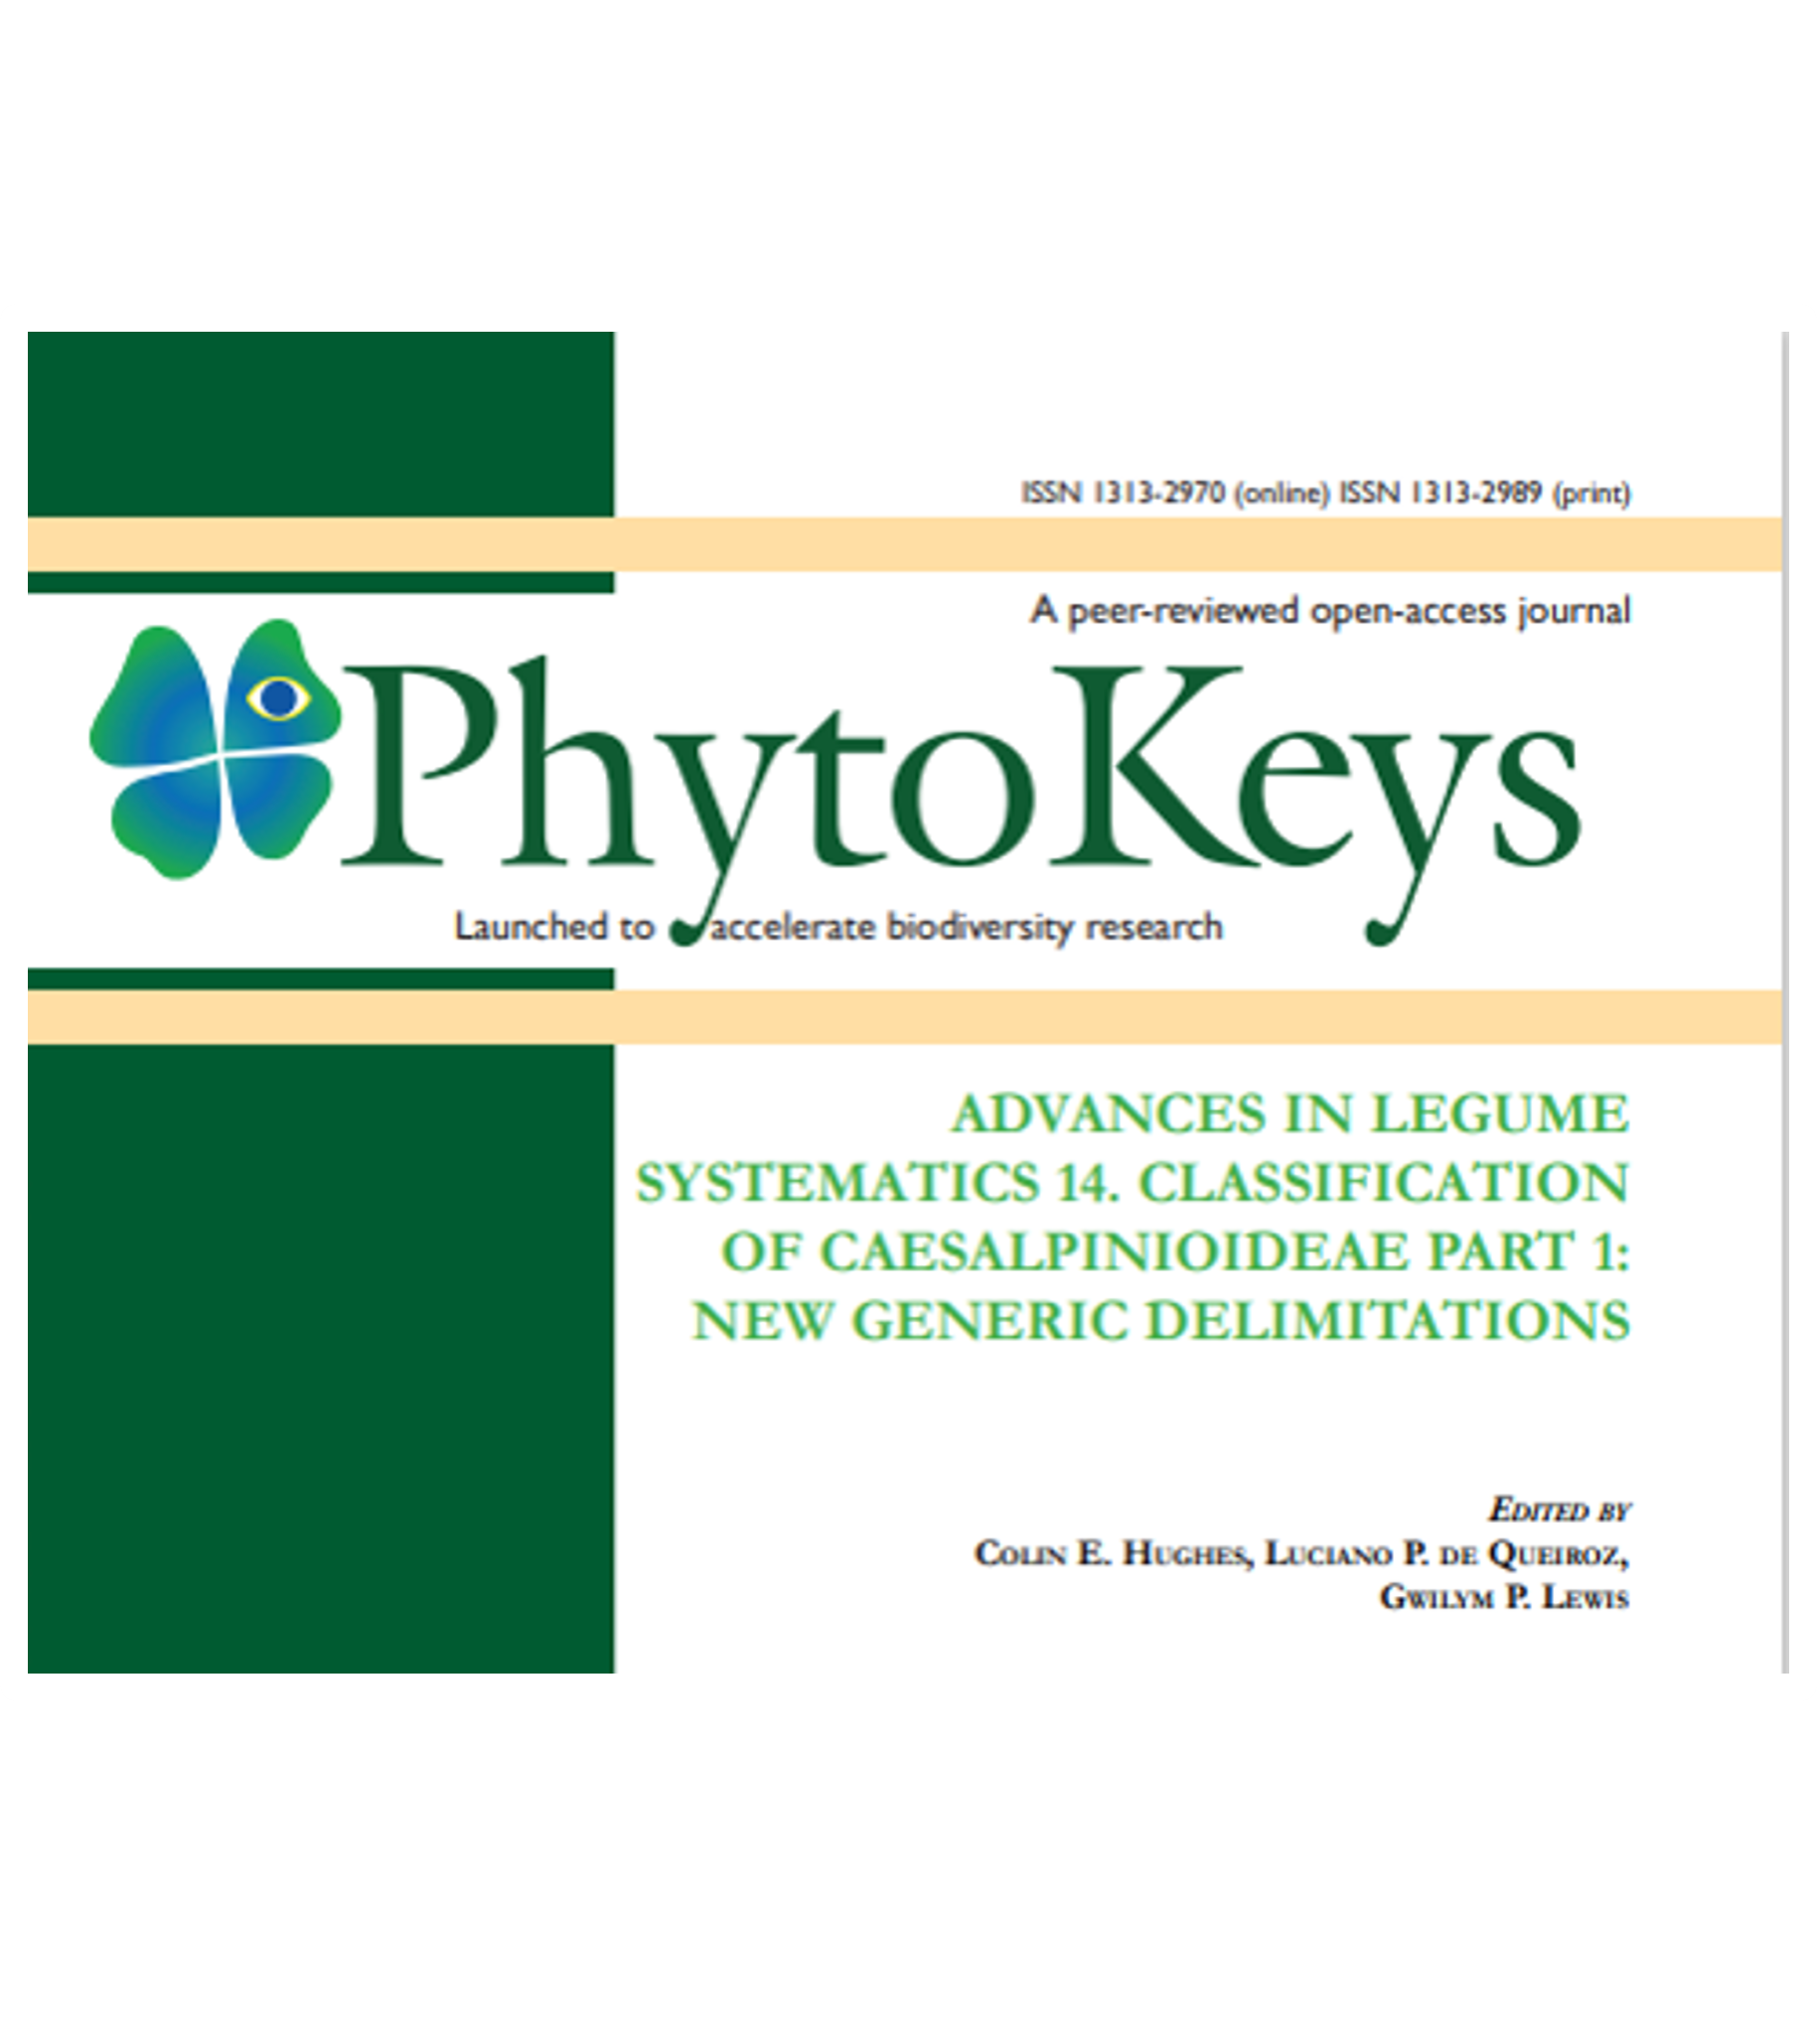 ISSN 1313-2970 (online) ISSN 1313-2989 (print)
A peer-reviewed open-access journal
PhytoKeys
Launched to accelerate biodiversity research
ADVANCES IN LEGUME
SYSTEMATICS 14. CLASSIFICATION
OF CAESALPINIOIDEAE PART 1:
NEW GENERIC DELIMITATIONS
EDITED BY
COLIN E. HUGHES, LUCIANO P. DE QUEIROZ,
GWILYM P. LEWIS